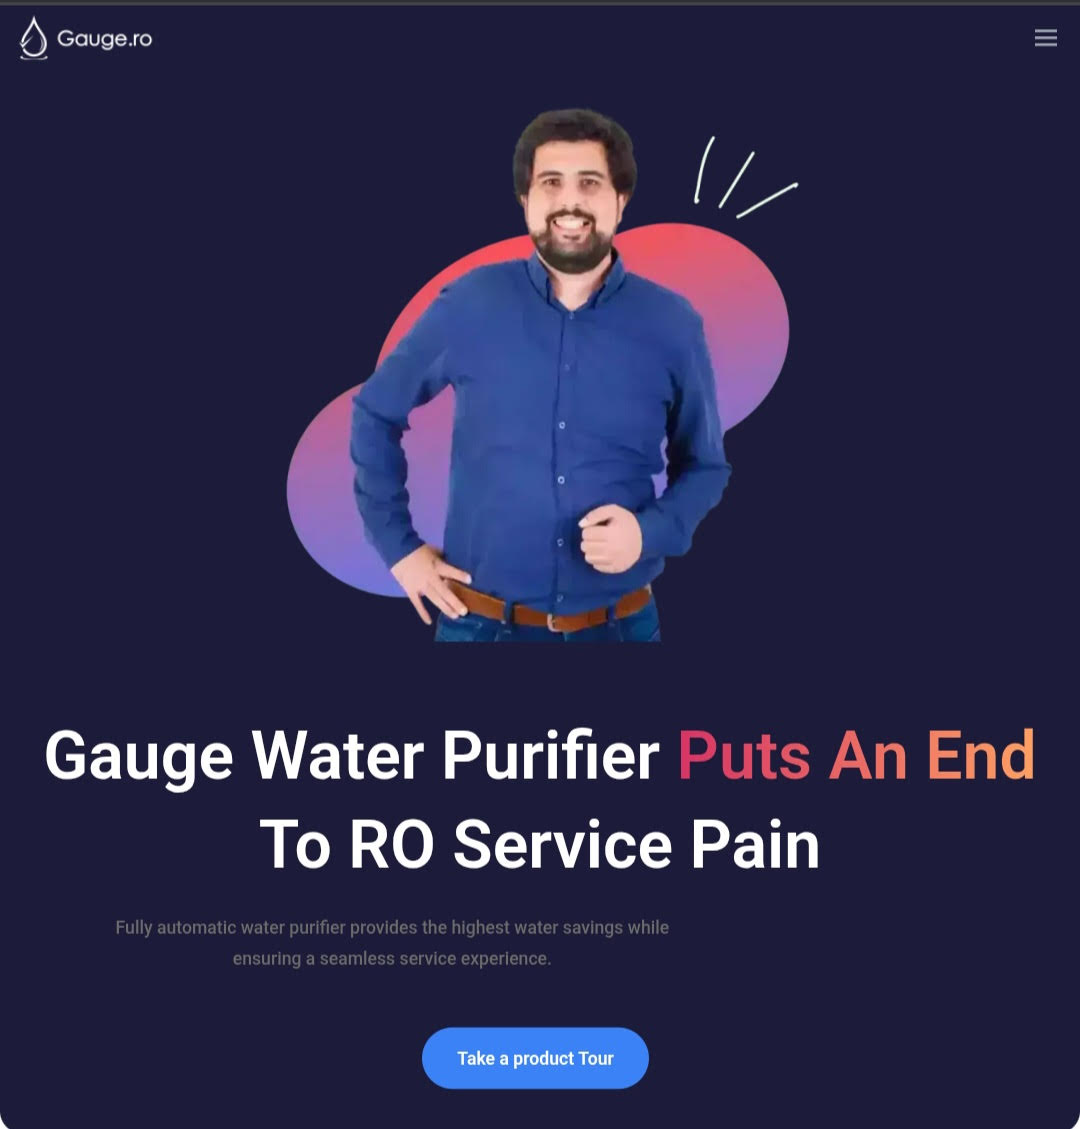 Gauge.ro
Gauge Water Purifier Puts An End
To RO Service Pain
Fully automatic water purifier provides the highest water savings while
ensuring a seamless service experience.
Take a product Tour